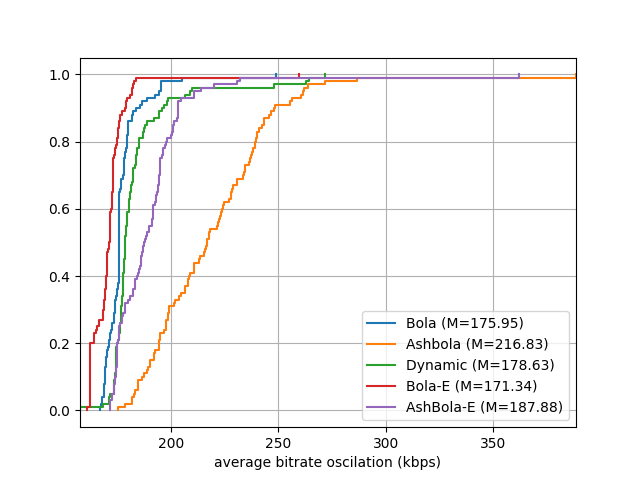 1.0
0.8
0.6
0.4
0.2
0.0
Bola (M=175.95)
Ashbola (M=216.83)
Dynamic (M=178.63)
Bola-E (M=171.34)
AshBola-E (M=187.88)
200 250 300 350
average bitrate oscilation (kbps)